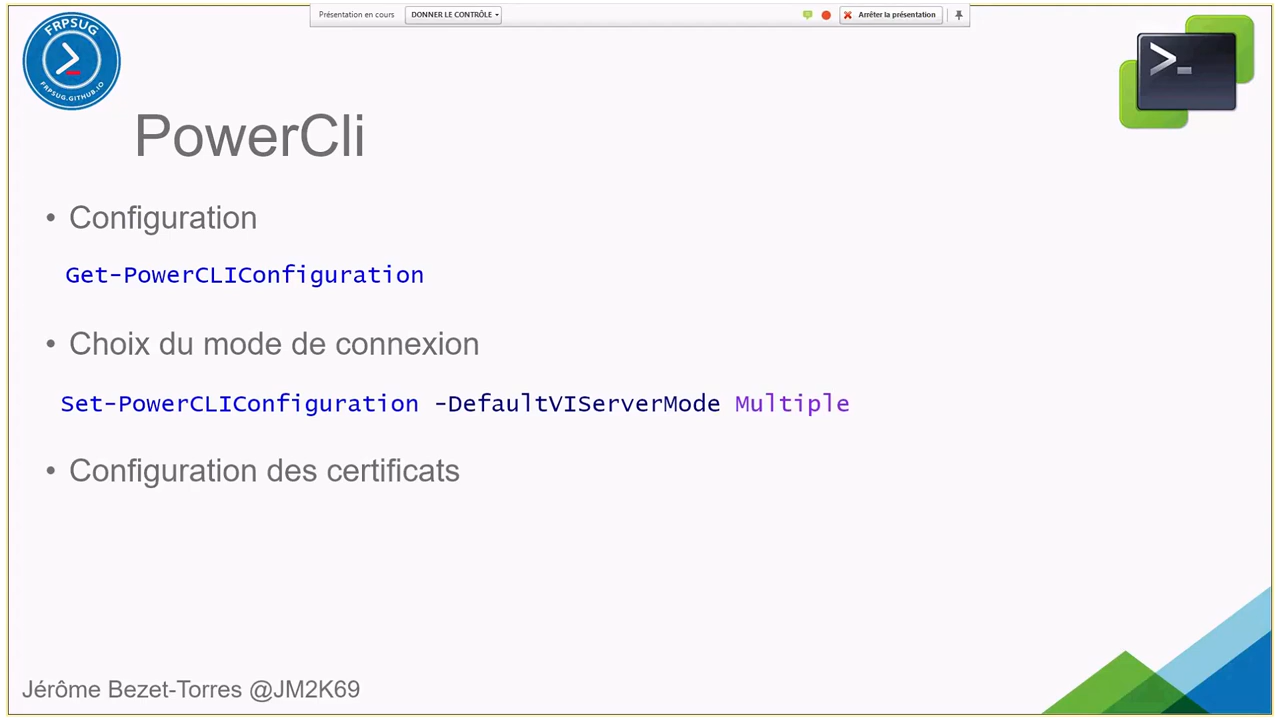 Présentation en cours
DONNER LE CONTRÔLE
Arrêter la présentation
FRPSUG
FRPSUG.GITHUB.IO
PowerCli
• Configuration
Get-PowerCLIConfiguration
• Choix du mode de connexion
Set-PowerCLIConfiguration -DefaultVIServerMode Multiple
• Configuration des certificats
Jérôme Bezet-Torres @JM2K69